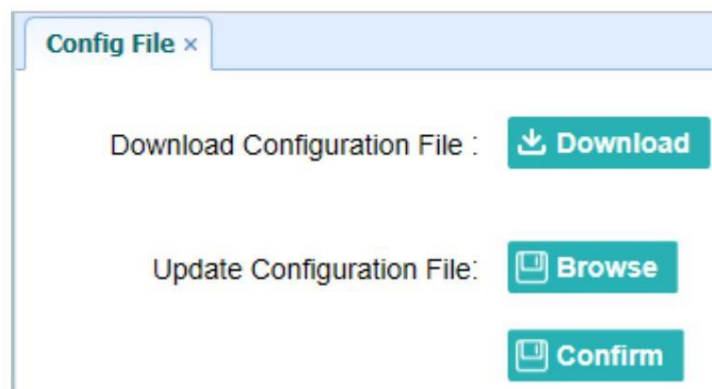 Config File ×
Download Configuration File : Download
Update Configuration File: Browse
Confirm